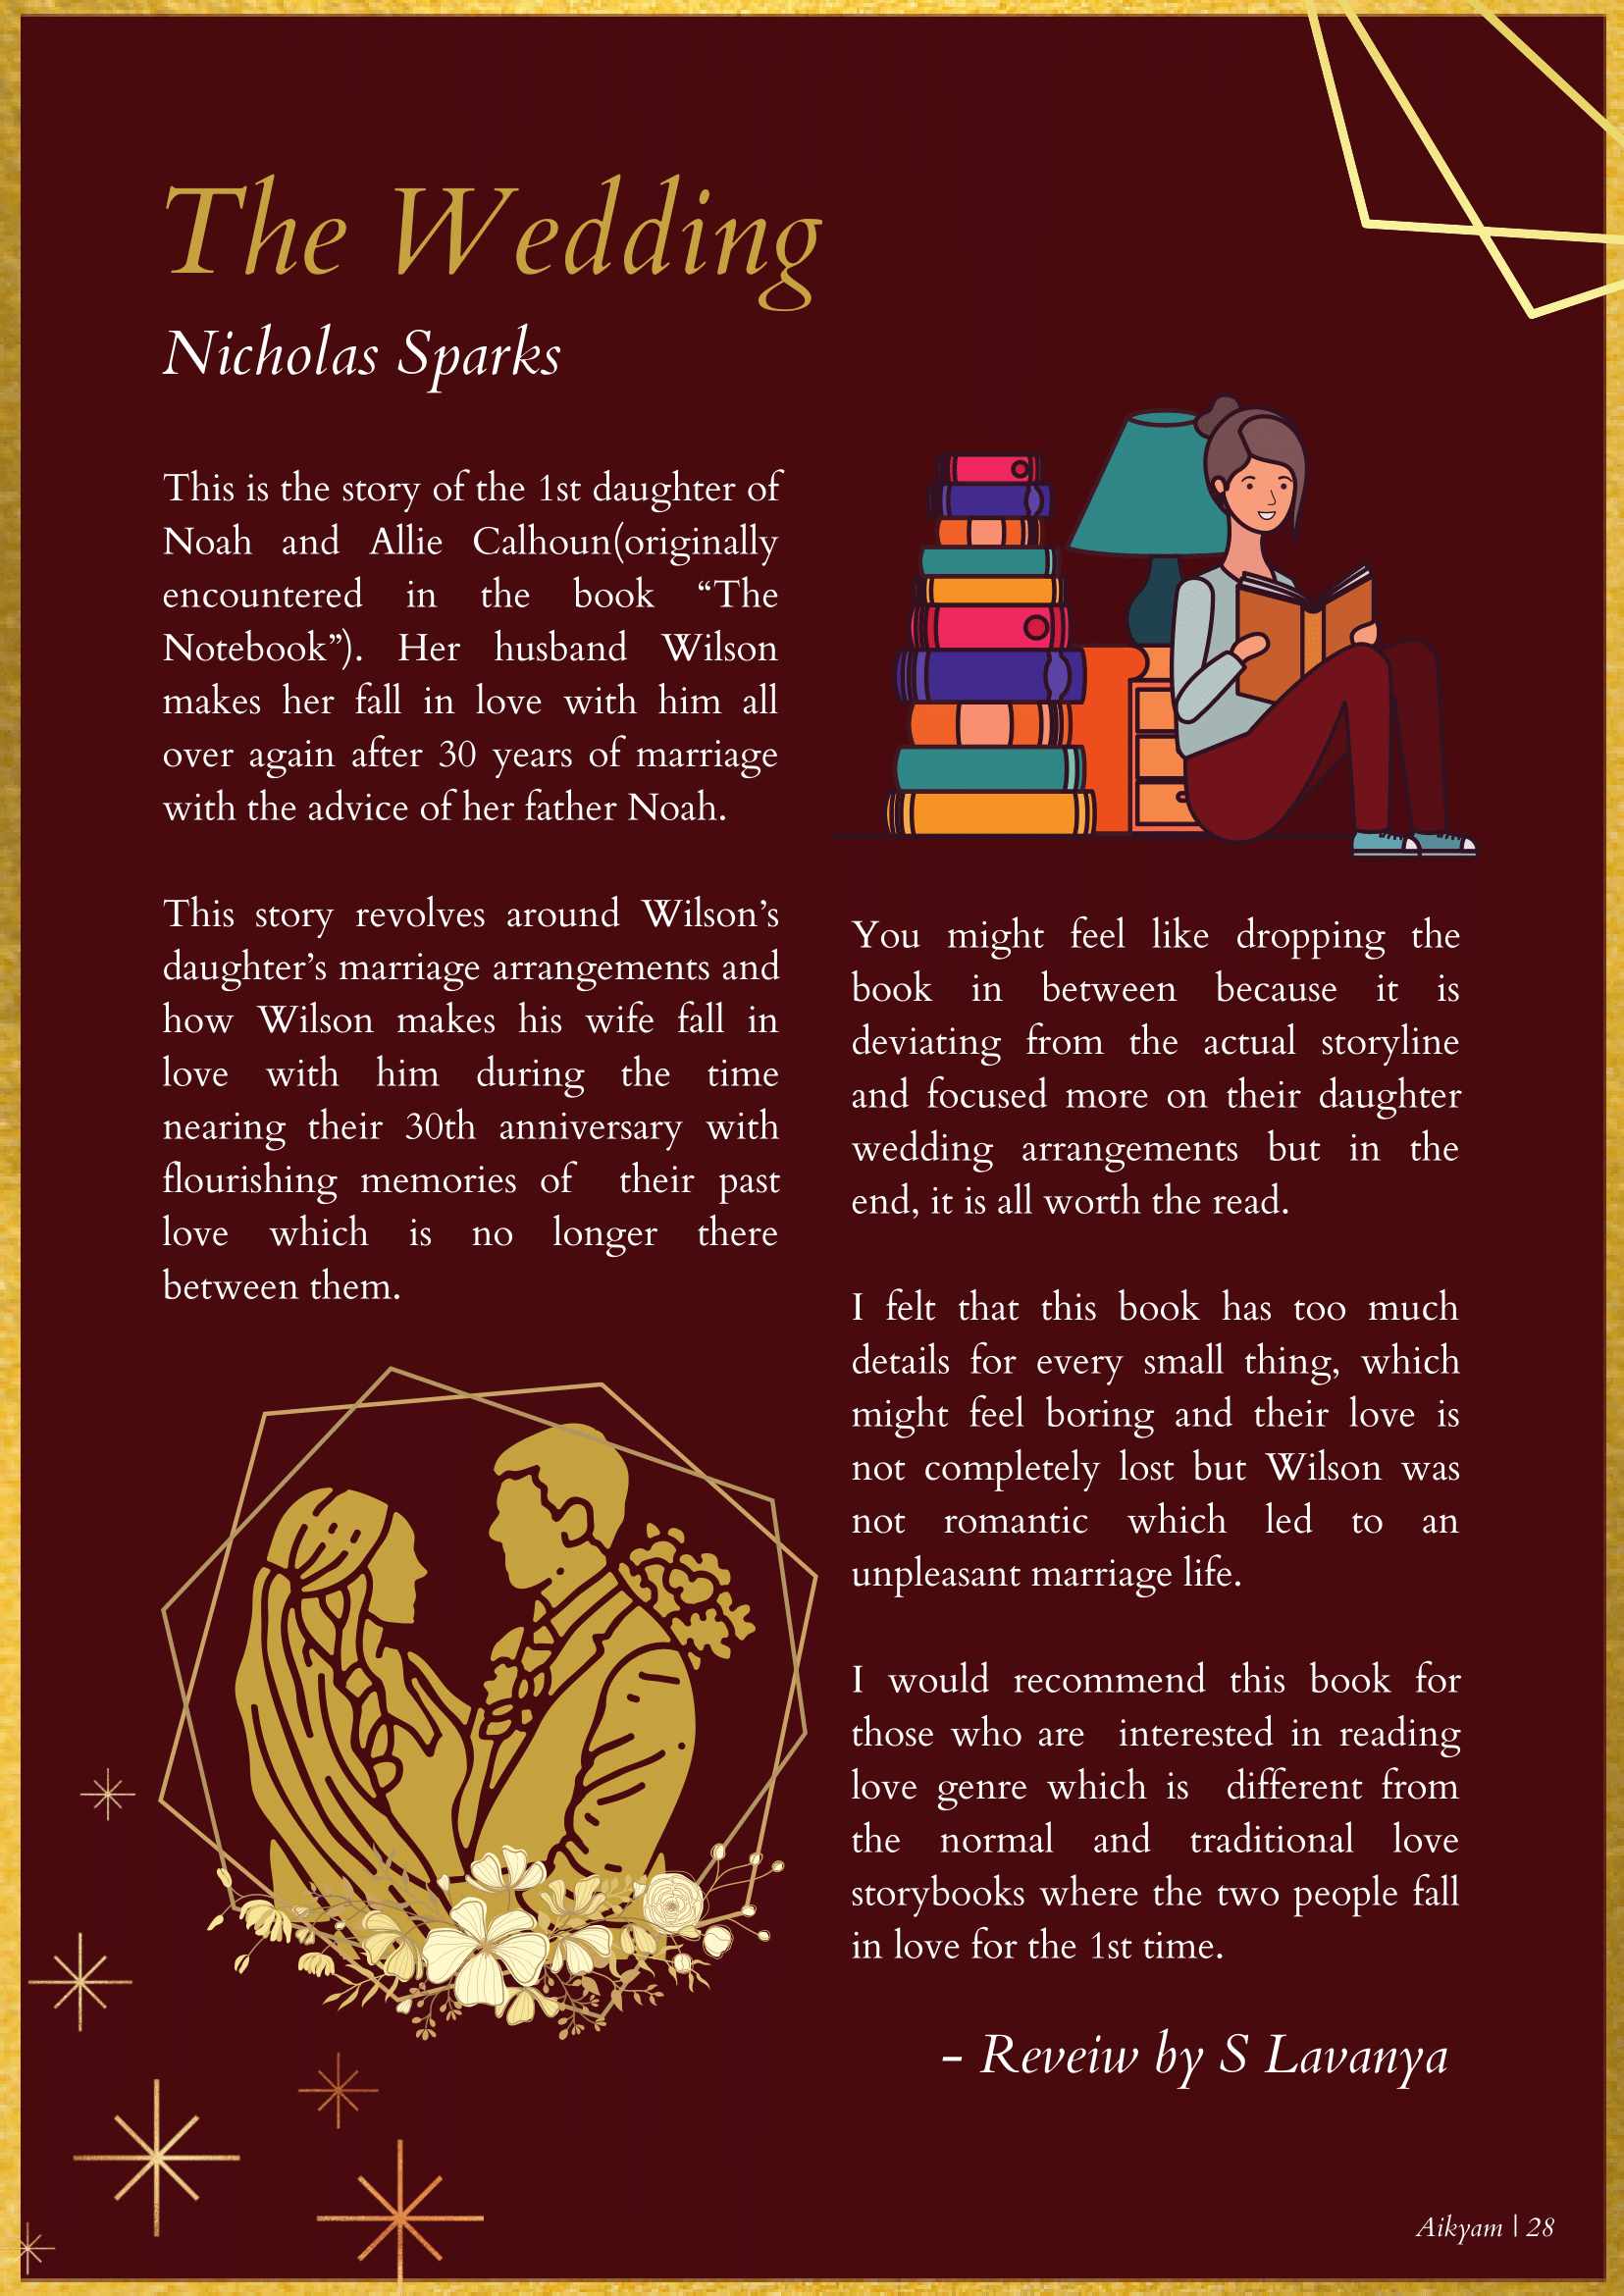 The Wedding
Nicholas Sparks
This is the story of the 1st daughter of
Noah and Allie Calhoun(originally
encountered in the book “The
Notebook”). Her husband Wilson
makes her fall in love with him all
over again after 30 years of marriage
with the advice of her father Noah.
This story revolves around Wilson’s
daughter’s marriage arrangements and
how Wilson makes his wife fall in
love with him during the time
nearing their 30th anniversary with
flourishing memories of their past
love which is no longer there
between them.
You might feel like dropping the
book in between because it is
deviating from the actual storyline
and focused more on their daughter
wedding arrangements but in the
end, it is all worth the read.
I felt that this book has too much
details for every small thing, which
might feel boring and their love is
not completely lost but Wilson was
not romantic which led to an
unpleasant marriage life.
I would recommend this book for
those who are interested in reading
love genre which is different from
the normal and traditional love
storybooks where the two people fall
in love for the 1st time.
- Reveiw by S Lavanya
Aikyam | 28